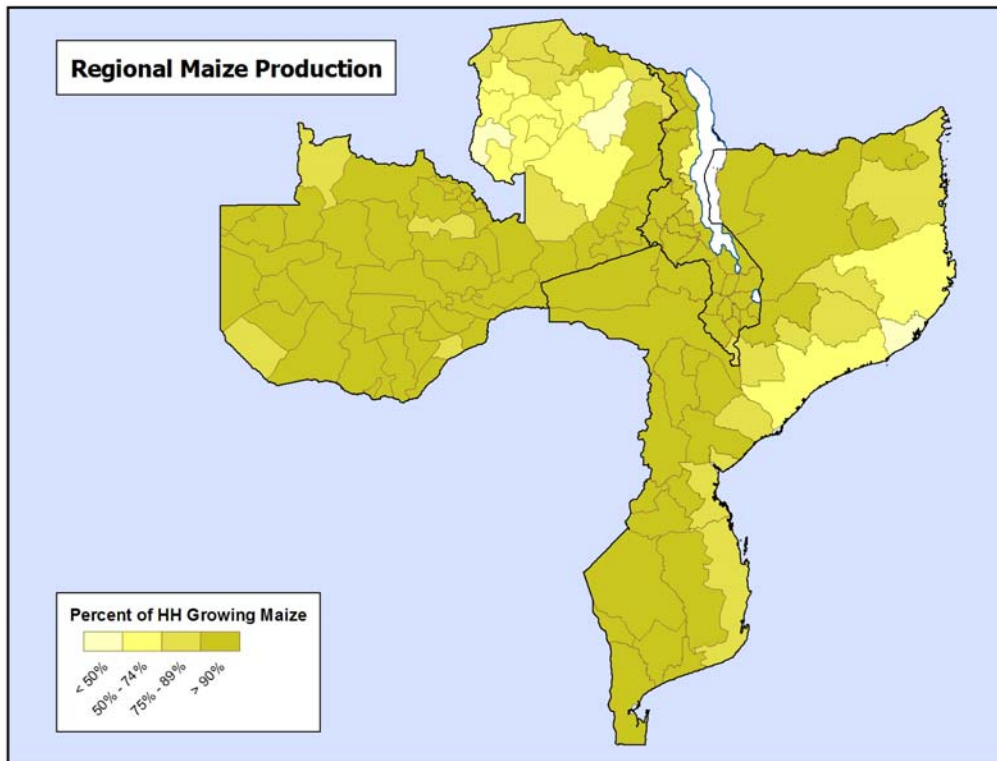 Regional Maize Production
Percent of HH Growing Maize
< 50%
50% - 74%
75% - 89%
> 90%